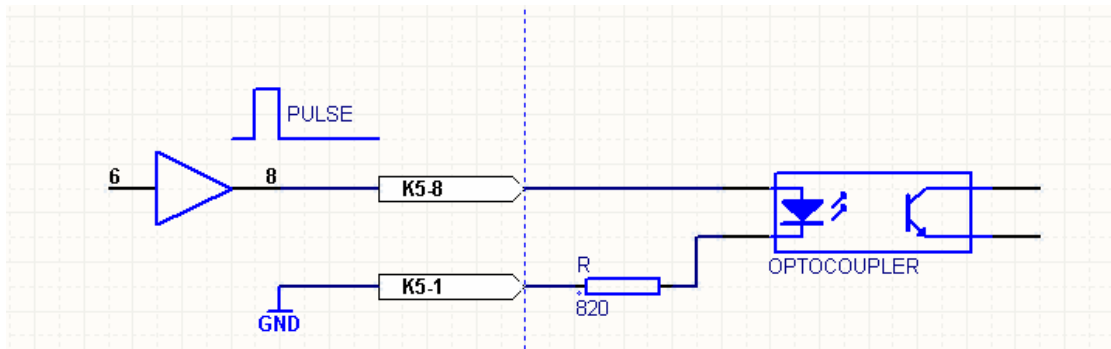 PULSE
6
8
K5-8
OPTOCOUPLER
R
K5-1
820
GND